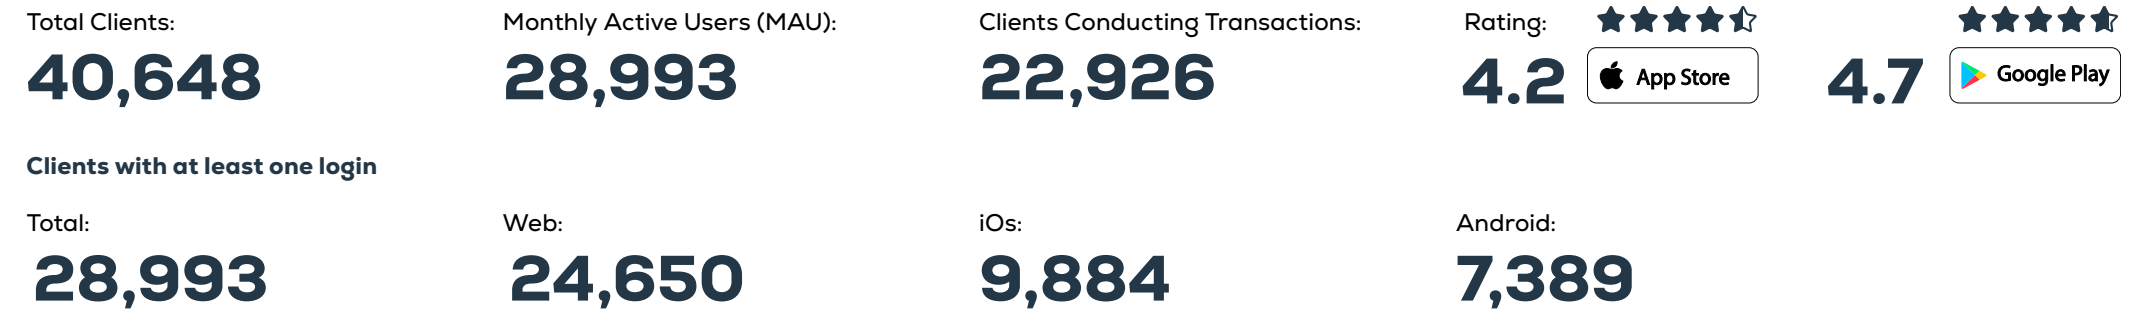 Total Clients:
40,648
Monthly Active Users (MAU):
28,993
Clients Conducting Transactions:
22,926
Rating:
4.2
App Store
4.7
Google Play
Clients with at least one login
Total:
28,993
Web:
24,650
iOs:
9,884
Android:
7,389